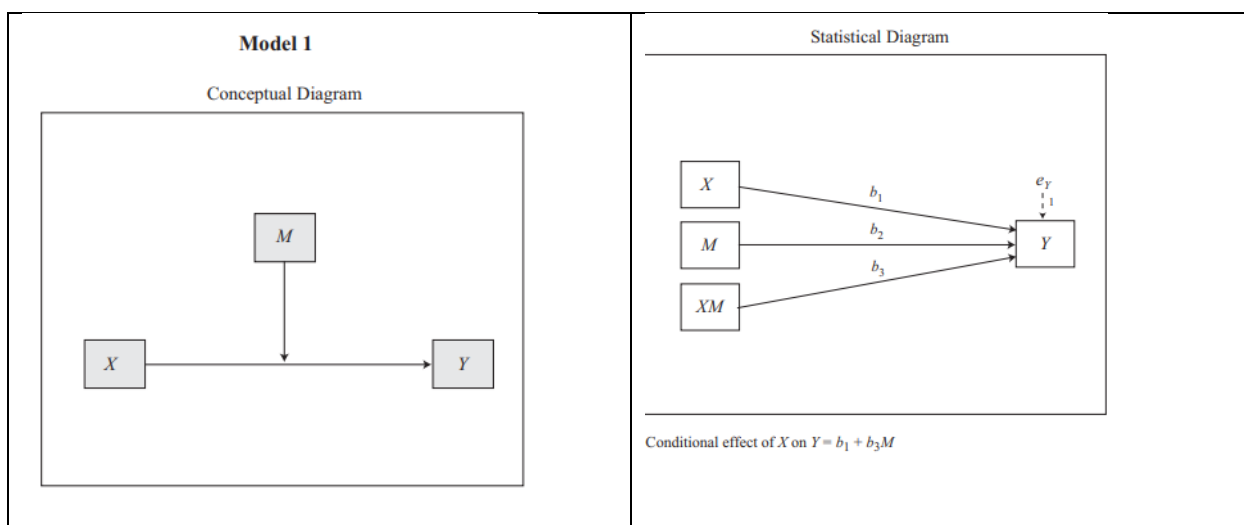 Model 1
Conceptual Diagram
M
X
Y
Statistical Diagram
X
M
XM
b1
b2
b3
eY
1
Y
Conditional effect of X on Y = b1 + b3M